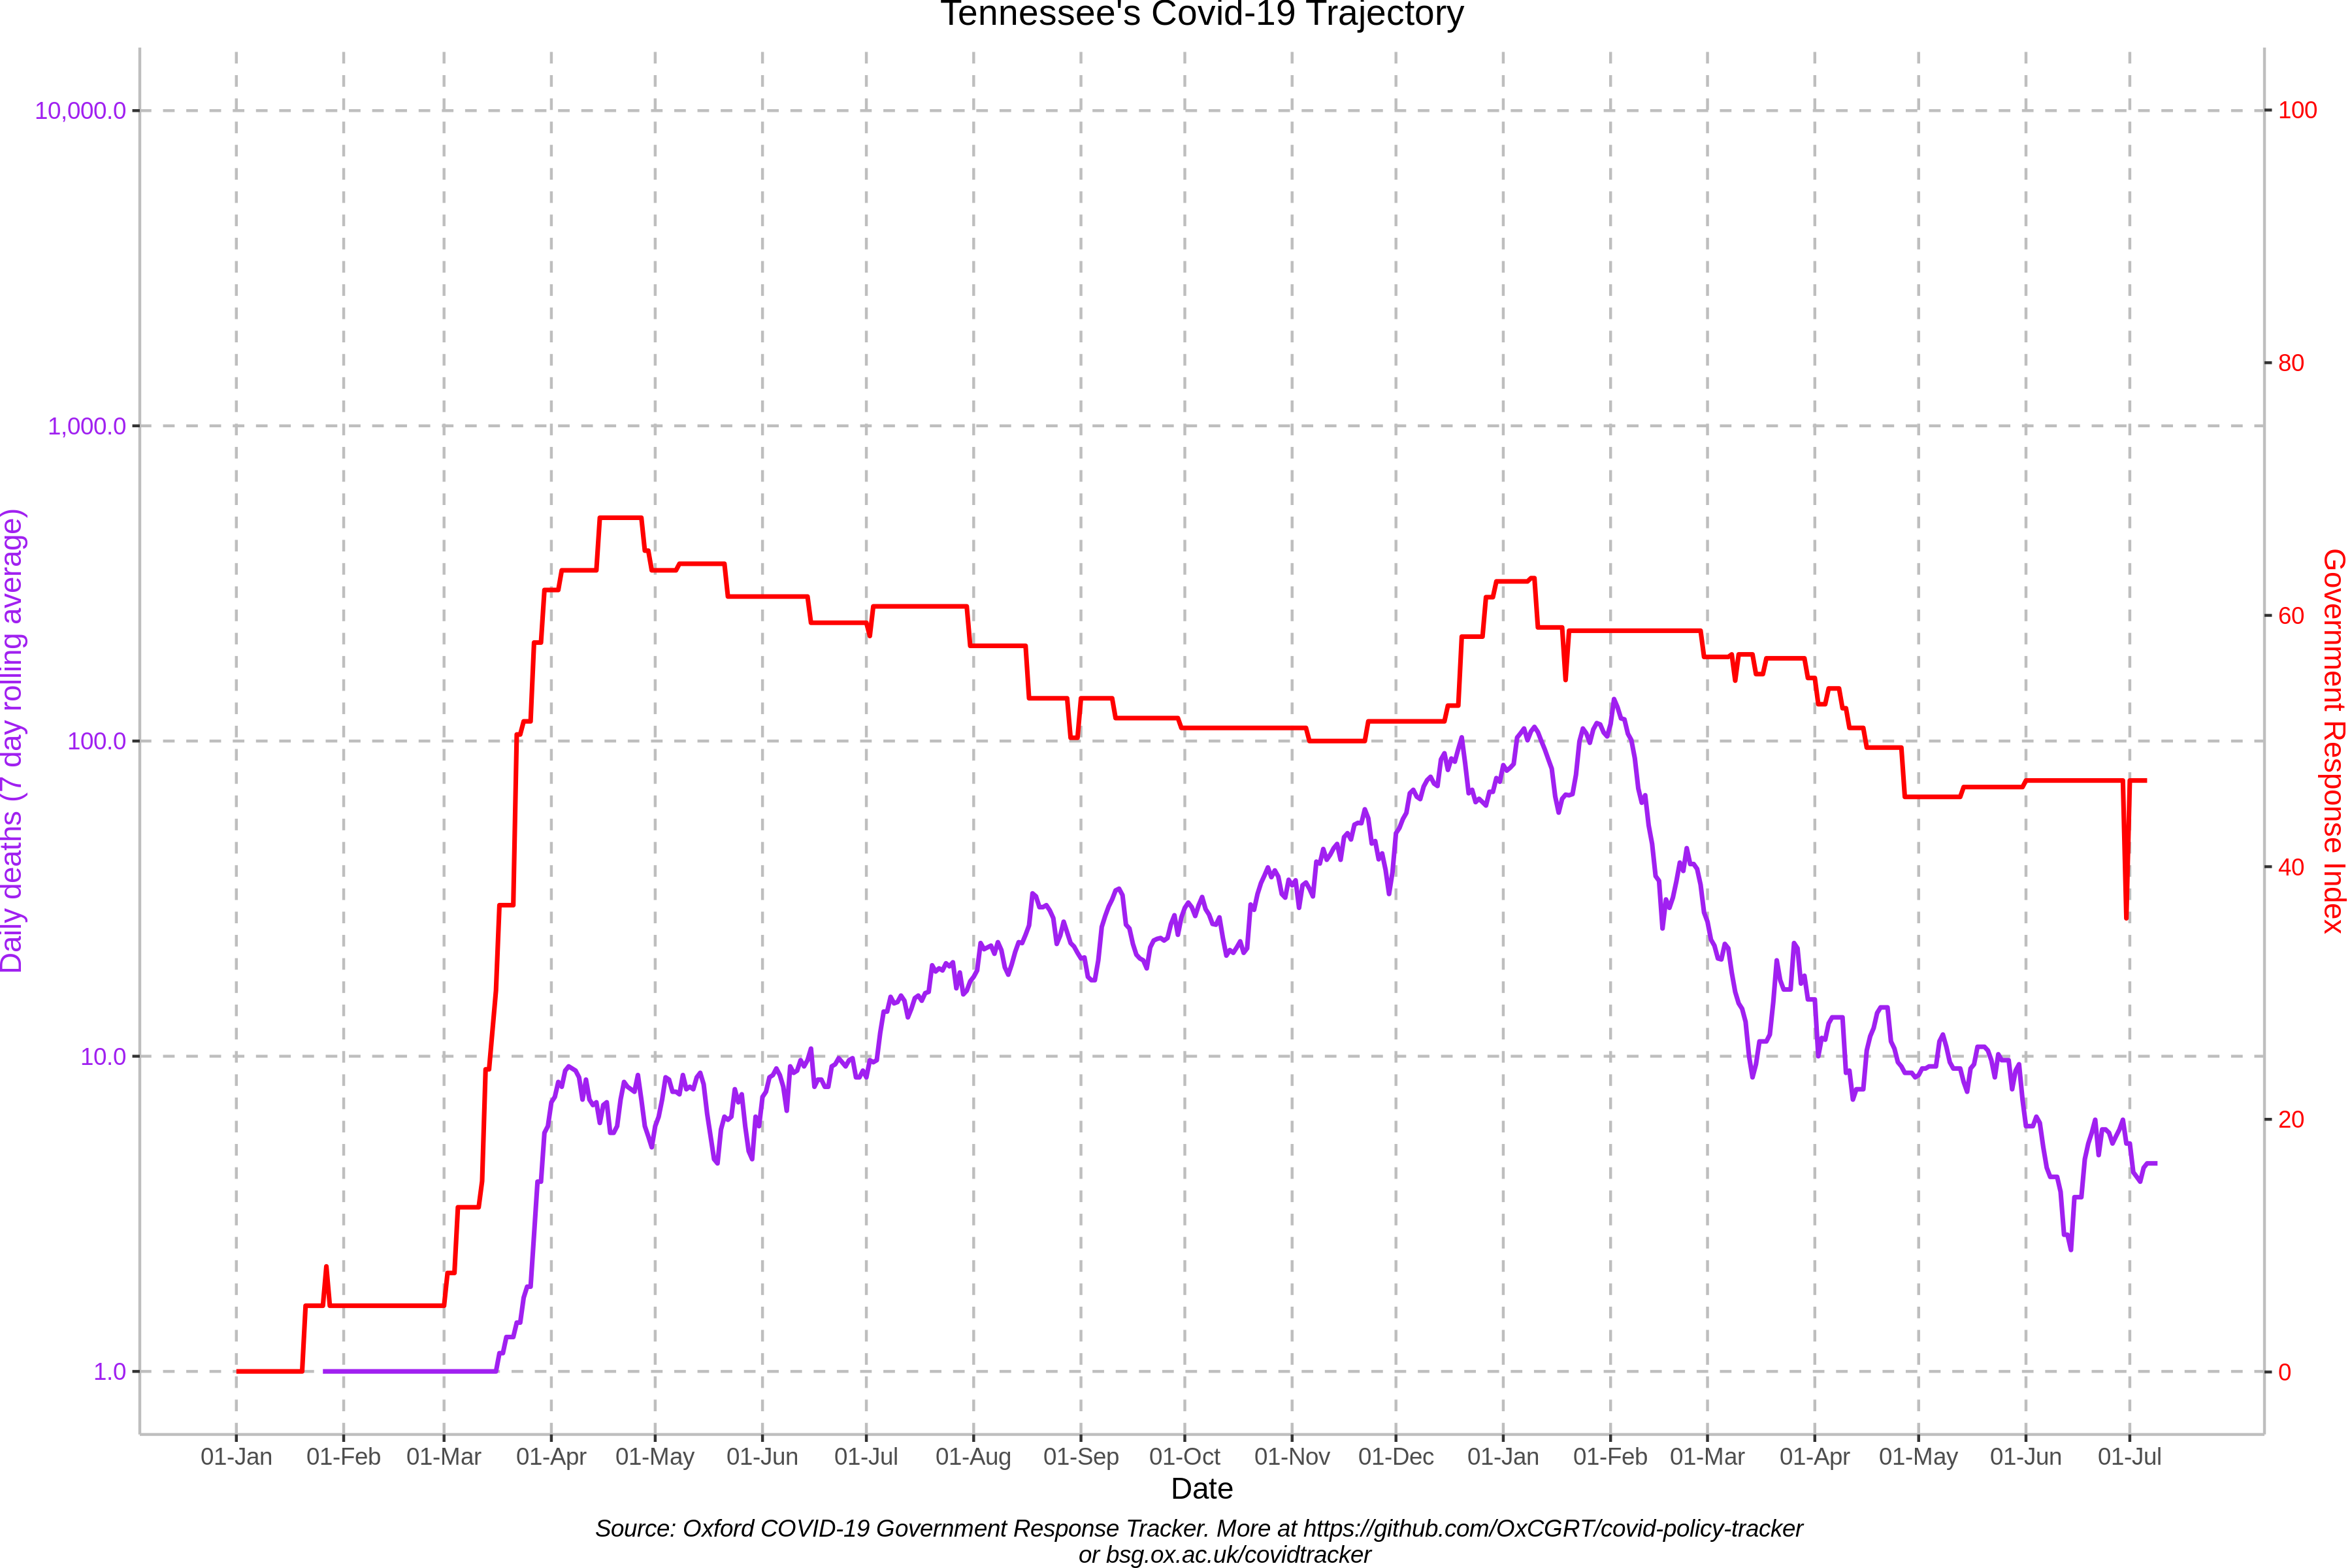 Tennessee's Covid-19 Trajectory
10,000.0
1,000.0
100.0
10.0
1.0
Daily deaths (7 day rolling average)
100
80
60
40
20
0
Government Response Index
01-Jan 01-Feb 01-Mar 01-Apr 01-May 01-Jun 01-Jul 01-Aug 01-Sep 01-Oct 01-Nov 01-Dec 01-Jan 01-Feb 01-Mar 01-Apr 01-May 01-Jun 01-Jul
Date
Source: Oxford COVID-19 Government Response Tracker. More at https://github.com/OxCGRT/covid-policy-tracker
or bsg.ox.ac.uk/covidtracker